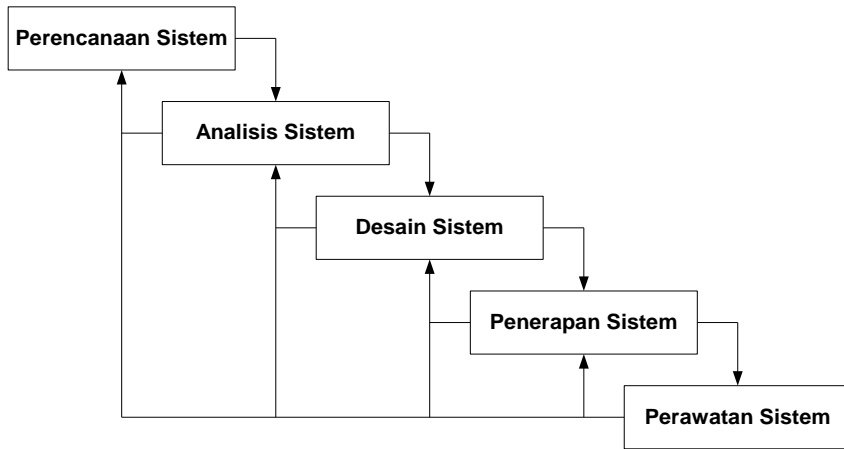 Perencanaan Sistem
Analisis Sistem
Desain Sistem
Penerapan Sistem
Perawatan Sistem